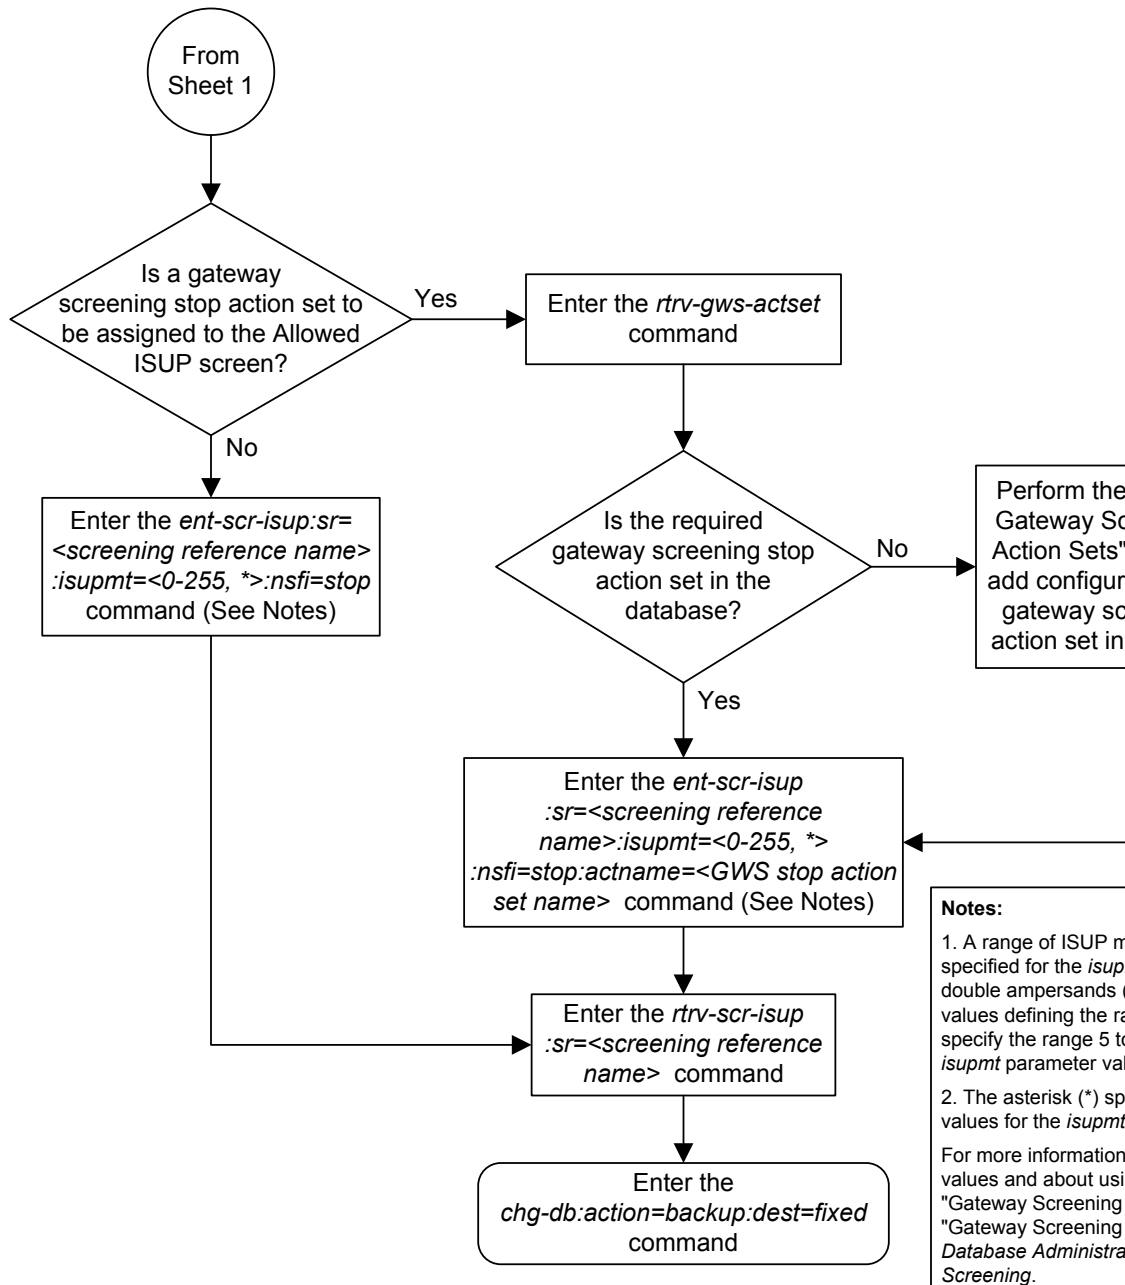 From
Sheet 1
Is a gateway
screening stop action set to
be assigned to the Allowed
ISUP screen?
Yes
No
Enter the rtrv-gws-actset
command
Enter the ent-scr-isup:sr=
<screening reference name>
:isupmt=<0-255, *>:nsfi=stop
command (See Notes)
Is the required
gateway screening stop
action set in the
database?
No
Yes
Perform the
Gateway Sc
Action Sets"
add configur
gateway sc
action set in
Enter the ent-scr-isup
:sr=<screening reference
name>:isupmt=<0-255, *>
:nsfi=stop:actname=<GWS stop action
set name> command (See Notes)
Enter the rtrv-scr-isup
:sr=<screening reference
name> command
Enter the
chg-db:action=backup:dest=fixed
command
Notes:
1. A range of ISUP m
specified for the isup
double ampersands (
values defining the ra
specify the range 5 to
isupmt parameter val
2. The asterisk (*) sp
values for the isupmt
For more information
values and about usi
"Gateway Screening
"Gateway Screening
Database Administra
Screening.